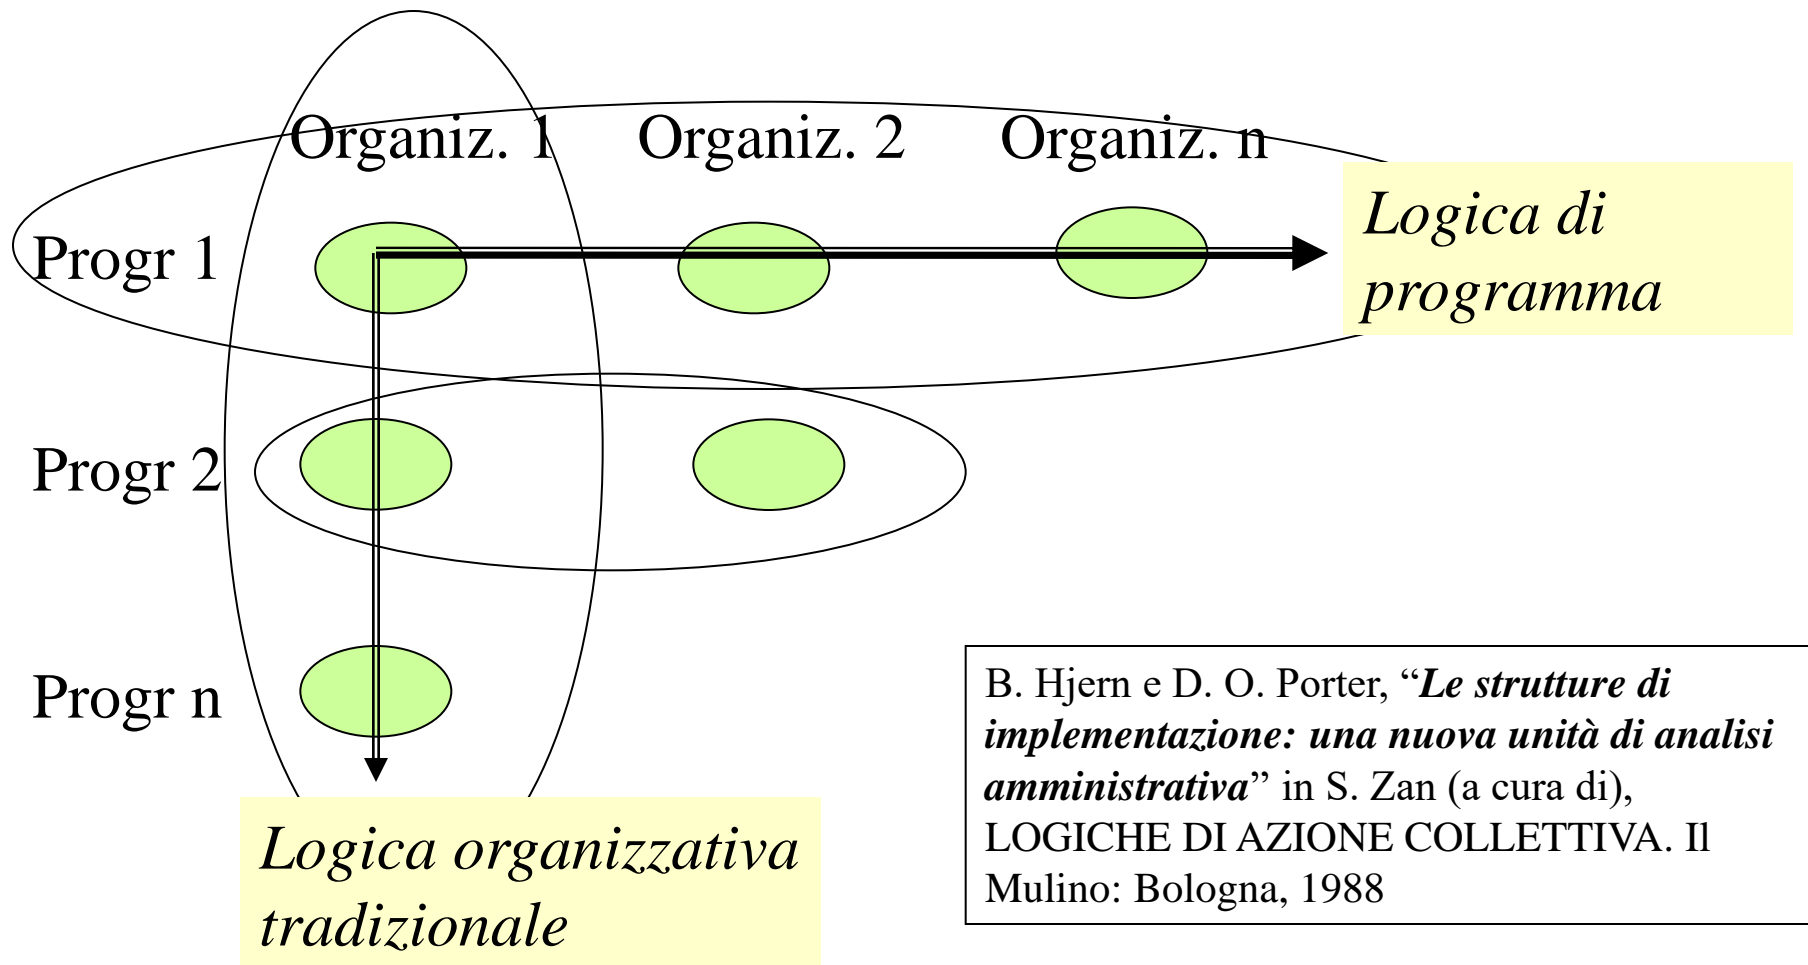 Organiz. 1 Organiz. 2 Organiz. n
Logica di
programma
Progr 1
Progr 2
Progr n
Logica organizzativa
tradizionale
B. Hjern e D. O. Porter, “Le strutture di
implementazione: una nuova unità di analisi
amministrativa” in S. Zan (a cura di),
LOGICHE DI AZIONE COLLETTIVA. Il
Mulino: Bologna, 1988